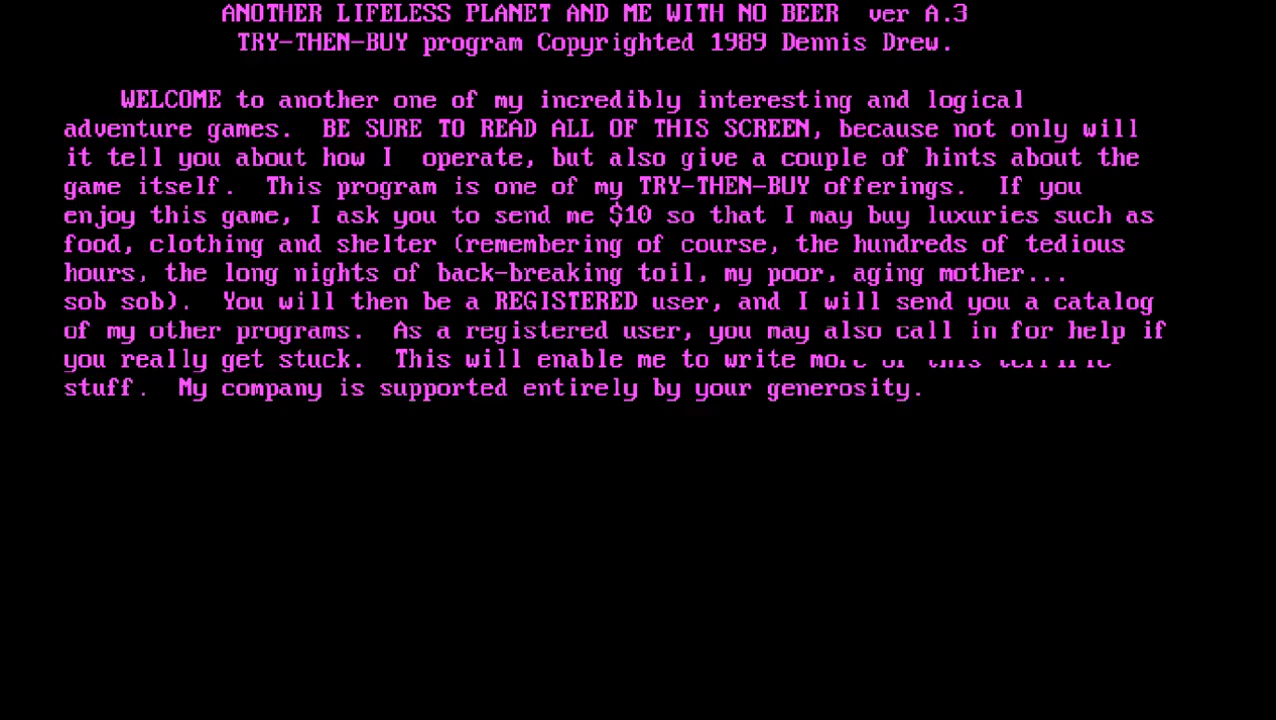 ANOTHER LIFELESS PLANET AND ME WITH NO BEER  ver A.3
TRY-THEN-BUY program Copyrighted 1989 Dennis Drew.
WELCOME to another one of my incredibly interesting and logical
adventure games.  BE SURE TO READ ALL OF THIS SCREEN, because not only will
it tell you about how I  operate, but also give a couple of hints about the
game itself.  This program is one of my TRY-THEN-BUY offerings.  If you
enjoy this game, I ask you to send me $10 so that I may buy luxuries such as
food, clothing and shelter (remembering of course, the hundreds of tedious
hours, the long nights of back-breaking toil, my poor, aging mother...
sob sob).  You will then be a REGISTERED user, and I will send you a catalog
of my other programs.  As a registered user, you may also call in for help if
you really get stuck.  This will enable me to write more of this terrific
stuff.  My company is supported entirely by your generosity.